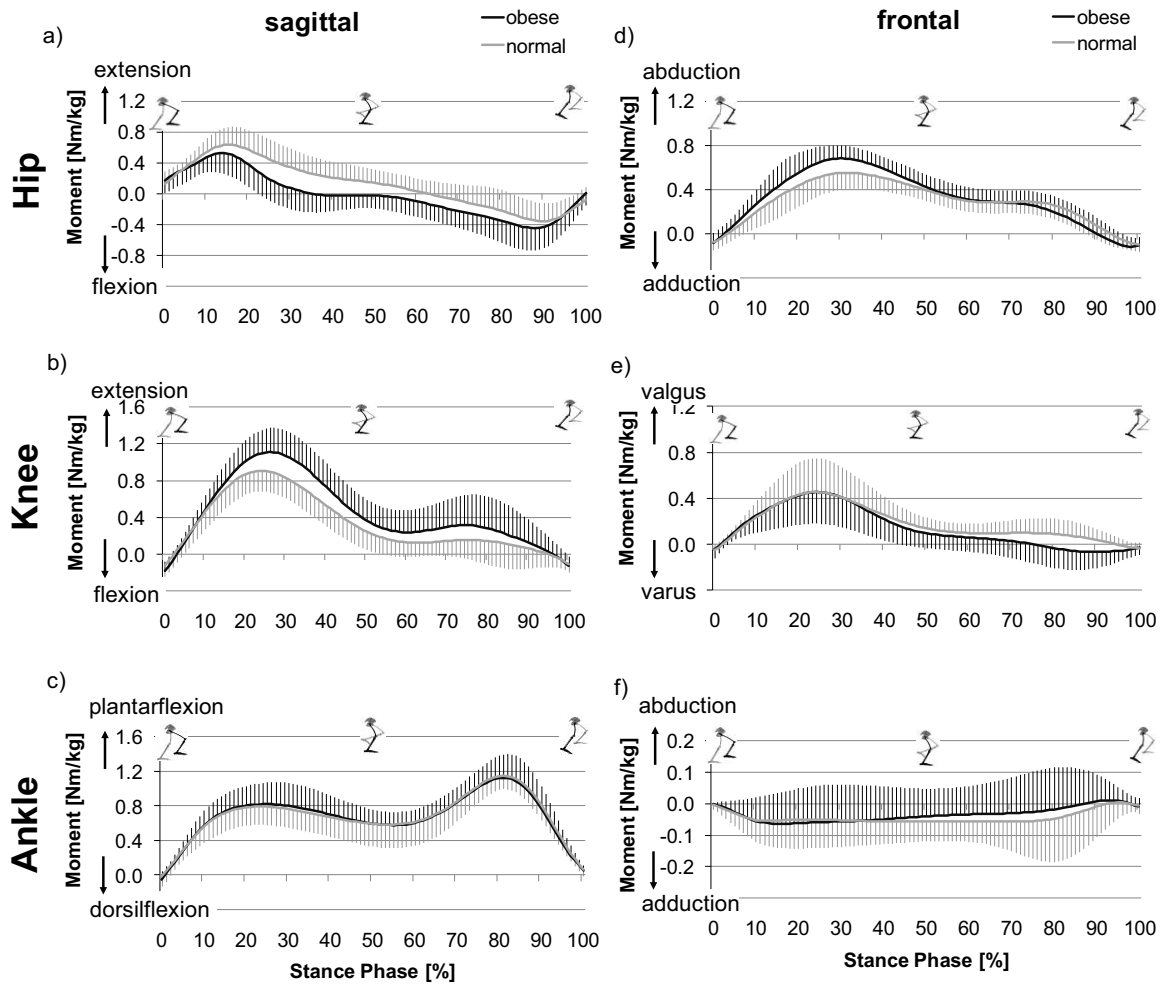 sagittal
frontal
obese
normal
obese
normal
Hip
a)
extension
Moment [Nm/kg]
1.2
0.8
0.4
0.0
-0.4
-0.8
flexion
0 10 20 30 40 50 60 70 80 90 100
d)
abduction
Moment [Nm/kg]
1.2
0.8
0.4
0.0
adduction
0 10 20 30 40 50 60 70 80 90 100
Knee
b)
extension
Moment [Nm/kg]
1.6
1.2
0.8
0.4
0.0
flexion
0 10 20 30 40 50 60 70 80 90 100
e)
valgus
Moment [Nm/kg]
1.2
0.8
0.4
0.0
varus
0 10 20 30 40 50 60 70 80 90 100
Ankle
c)
plantarflexion
Moment [Nm/kg]
1.6
1.2
0.8
0.4
0.0
dorsilflexion
0 10 20 30 40 50 60 70 80 90 100
Stance Phase [%]
f)
abduction
Moment [Nm/kg]
0.2
0.1
0.0
-0.1
-0.2
adduction
0 10 20 30 40 50 60 70 80 90 100
Stance Phase [%]